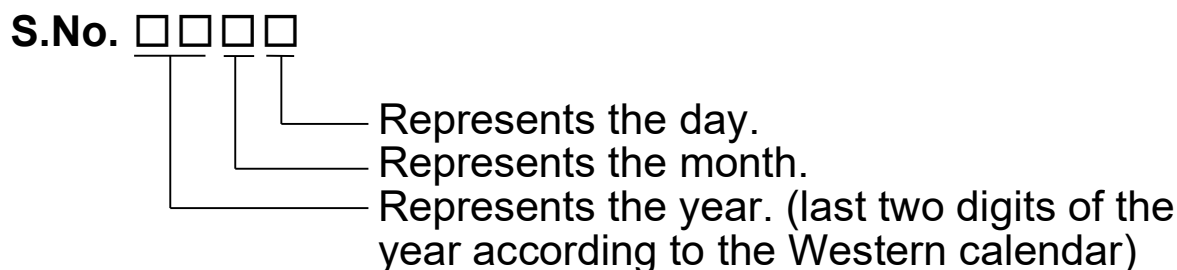 S.No. □□□□
Represents the day.
Represents the month.
Represents the year. (last two digits of the
year according to the Western calendar)